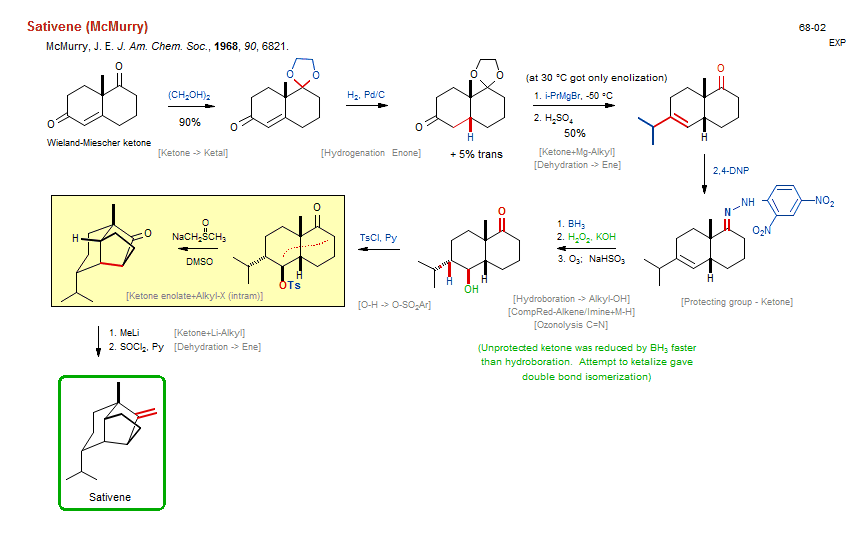 Sativene (McMurry)
68-02
McMurry, J. E. J. Am. Chem. Soc., 1968, 90, 6821.
EXP
O
O
Wieland-Miescher ketone
(CH₂OH)₂
90%
[Ketone -> Ketal]
O
O
O
H₂, Pd/C
[Hydrogenation Enone]
O
O
O
H
+ 5% trans
(at 30 °C got only enolization)
1. i-PrMgBr, -50 °C
2. H₂SO₄
50%
[Ketone+Mg-Alkyl]
[Dehydration -> Ene]
O
H
2,4-DNP
N
NH
NO₂
O₂N
H
[Protecting group - Ketone]
1. BH₃
2. H₂O₂, KOH
3. O₃; NaHSO₃
[Hydroboration -> Alkyl-OH]
[CompRed-Alkene/Imine+M-H]
[Ozonolysis C=N]
(Unprotected ketone was reduced by BH₃ faster
than hydroboration. Attempt to ketalize gave
double bond isomerization)
O
H
H
OH
TsCl, Py
[O-H -> O-SO₂Ar]
O
H
OTs
O
NaCH₂SCH₃
DMSO
[Ketone enolate+Alkyl-X (intram)]
H
O
1. MeLi
[Ketone+Li-Alkyl]
2. SOCl₂, Py
[Dehydration -> Ene]
Sativene